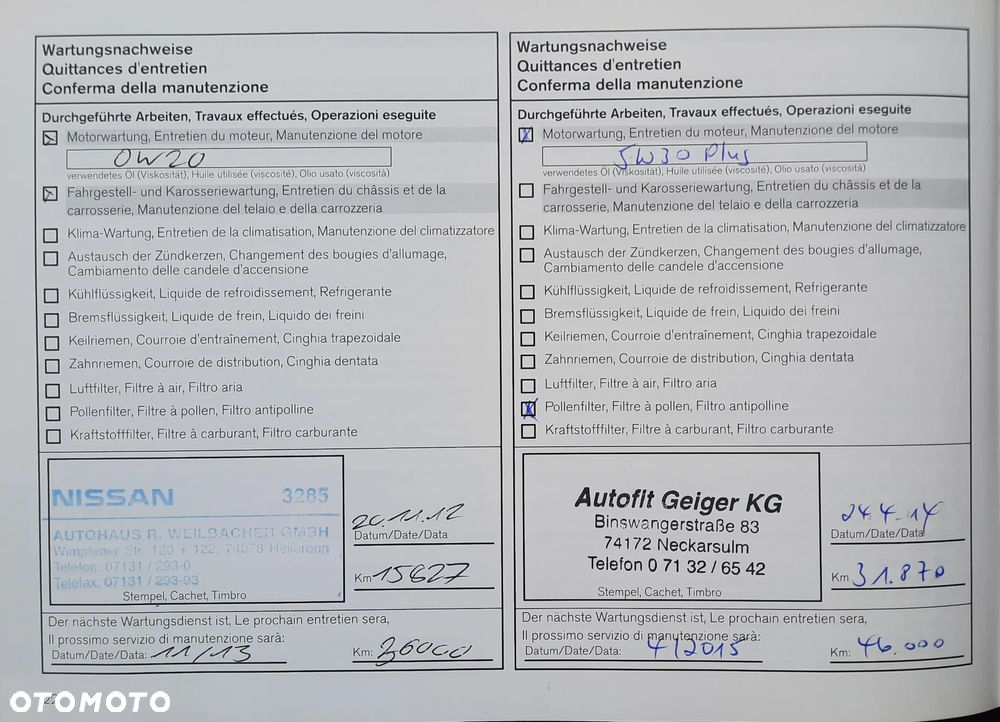 Wartungsnachweise
Quittances d'entretien
Conferma della manutenzione
Durchgeführte Arbeiten, Travaux effectués, Operazioni eseguite
Motorwartung, Entretien du moteur, Manutenzione del motore
0W20
verwendetes Öl (Viskosität), Huile utilisée (viscosité), Olio usato (viscosità)
Fahrgestell- und Karosseriewartung, Entretien du châssis et de la
carrosserie, Manutenzione del telaio e della carrozzeria
Klima-Wartung, Entretien de la climatisation, Manutenzione del climatizzatore
Austausch der Zündkerzen, Changement des bougies d'allumage,
Cambiamento delle candele d'accensione
Kühlflüssigkeit, Liquide de refroidissement, Refrigerante
Bremsflüssigkeit, Liquide de frein, Liquido dei freini
Keilriemen, Courroie d'entraînement, Cinghia trapezoidale
Zahnriemen, Courroie de distribution, Cinghia dentata
Luftfilter, Filtre à air, Filtro aria
Pollenfilter, Filtre à pollen, Filtro antipolline
Kraftstofffilter, Filtre à carburant, Filtro carburante
NISSAN 3285
AUTOHAUS R. WEILBACHER GMBH
Wimpfener Str. 120 + 122, 74078 Heilbronn
Telefon: 07131 / 293-0
Telefax: 07131 / 293-93
Stempel, Cachet, Timbro
20.11.12
Datum/Date/Data
Km 15627
Der nächste Wartungsdienst ist, Le prochain entretien sera,
Il prossimo servizio di manutenzione sarà:
Datum/Date/Data: 11/13 Km: 36000
Wartungsnachweise
Quittances d'entretien
Conferma della manutenzione
Durchgeführte Arbeiten, Travaux effectués, Operazioni eseguite
Motorwartung, Entretien du moteur, Manutenzione del motore
5W30 Plus
verwendetes Öl (Viskosität), Huile utilisée (viscosité), Olio usato (viscosità)
Fahrgestell- und Karosseriewartung, Entretien du châssis et de la
carrosserie, Manutenzione del telaio e della carrozzeria
Klima-Wartung, Entretien de la climatisation, Manutenzione del climatizzatore
Austausch der Zündkerzen, Changement des bougies d'allumage,
Cambiamento delle candele d'accensione
Kühlflüssigkeit, Liquide de refroidissement, Refrigerante
Bremsflüssigkeit, Liquide de frein, Liquido dei freini
Keilriemen, Courroie d'entraînement, Cinghia trapezoidale
Zahnriemen, Courroie de distribution, Cinghia dentata
Luftfilter, Filtre à air, Filtro aria
Pollenfilter, Filtre à pollen, Filtro antipolline
Kraftstofffilter, Filtre à carburant, Filtro carburante
Autofit Geiger KG
Binswangerstraße 83
74172 Neckarsulm
Telefon 0 71 32 / 65 42
Stempel, Cachet, Timbro
24.4.14
Datum/Date/Data
Km 31.870
Der nächste Wartungsdienst ist, Le prochain entretien sera,
Il prossimo servizio di manutenzione sarà:
Datum/Date/Data: 4/2015 Km: 46.000
OTOMOTO